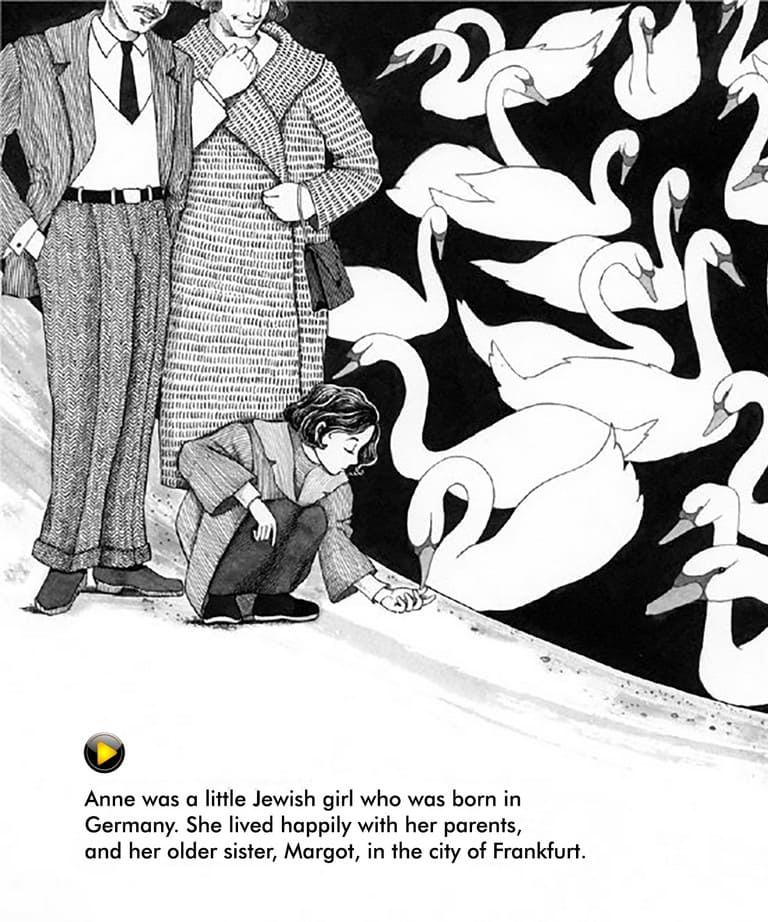 Anne was a little Jewish girl who was born in
Germany. She lived happily with her parents,
and her older sister, Margot, in the city of Frankfurt.